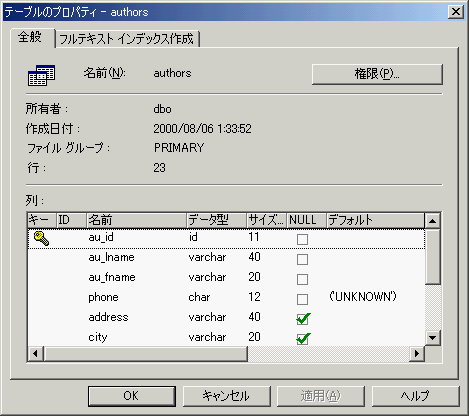 テーブルのプロパティ - authors
全般 フルテキスト インデックス作成
名前(N): authors 権限(P)...
所有者 : dbo
作成日付 : 2000/08/06 1:33:52
ファイル グループ : PRIMARY
行 : 23
列 :
キー ID 名前 データ型 サイズ... NULL デフォルト
au_id id 11
au_lname varchar 40
au_fname varchar 20
phone char 12 ('UNKNOWN')
address varchar 40
city varchar 20
OK キャンセル 適用(A) ヘルプ